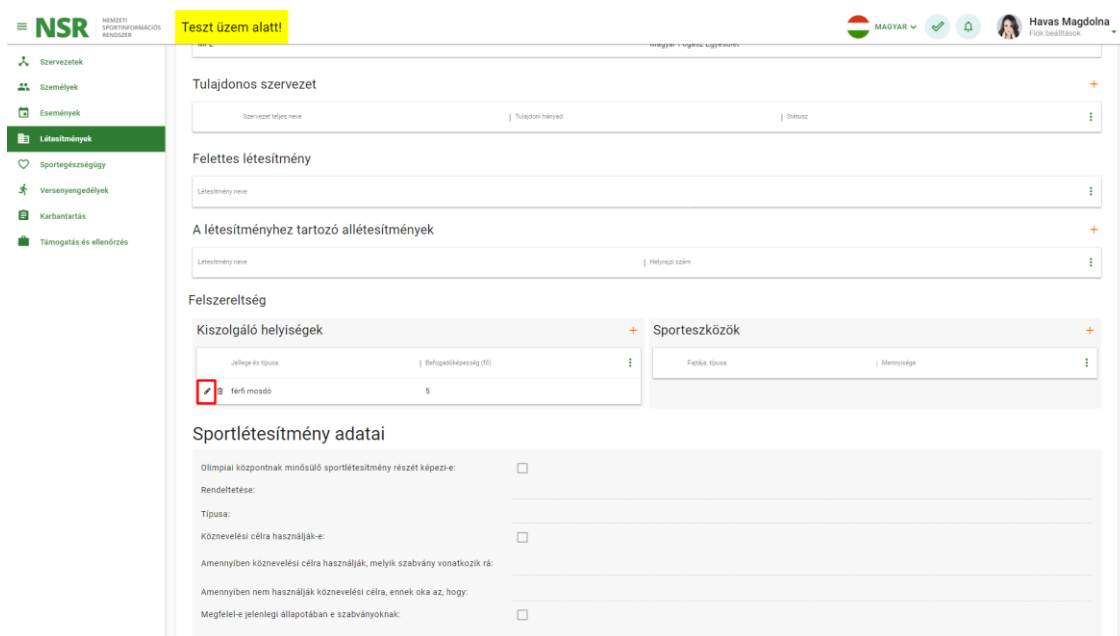 NSR NEMZETI SPORTINFORMÁCIÓS RENDSZER
Teszt üzem alatt!
MAGYAR
Havas Magdolna
Fiók beállítások
Szervezetek
Személyek
Események
Létesítmények
Sportegészségügy
Versenyengedélyek
Karbantartás
Támogatás és ellenőrzés
Tulajdonos szervezet
Szervezet teljes neve | Tulajdoni hányad | Státusz
Felettes létesítmény
Létesítmény neve
A létesítményhez tartozó allétesítmények
Létesítmény neve | Helyrajzi szám
Felszereltség
Kiszolgáló helyiségek
Jellege és típusa | Befogadóképesség (fő)
férfi mosdó 5
Sporteszközök
Fajtája, típusa | Mennyisége
Sportlétesítmény adatai
Olimpiai központnak minősülő sportlétesítmény részét képezi-e:
Rendeltetése:
Típusa:
Köznevelési célra használják-e:
Amennyiben köznevelési célra használják, melyik szabvány vonatkozik rá:
Amennyiben nem használják köznevelési célra, ennek oka az, hogy:
Megfelel-e jelenlegi állapotában e szabványoknak: